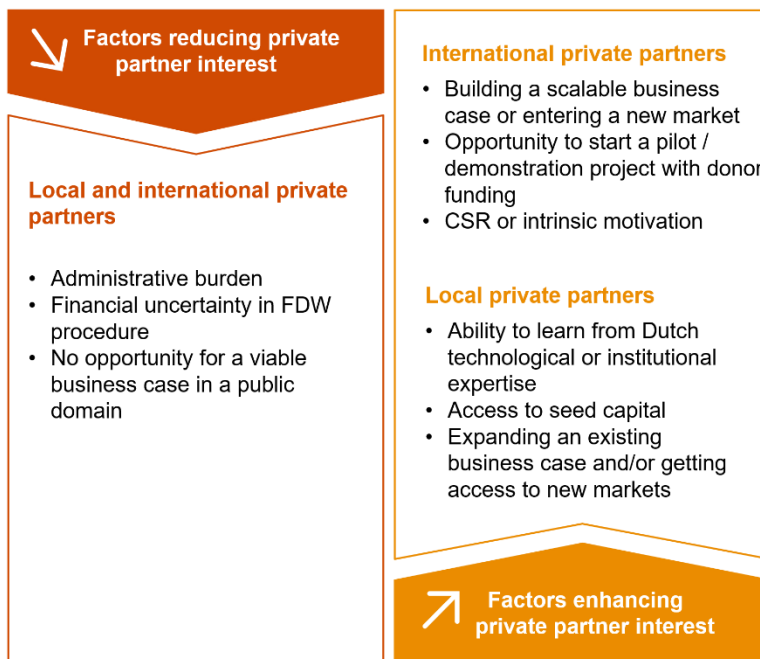 Factors reducing private
partner interest
Local and international private
partners
• Administrative burden
• Financial uncertainty in FDW
procedure
• No opportunity for a viable
business case in a public
domain
International private partners
• Building a scalable business
case or entering a new market
• Opportunity to start a pilot /
demonstration project with donor
funding
• CSR or intrinsic motivation
Local private partners
• Ability to learn from Dutch
technological or institutional
expertise
• Access to seed capital
• Expanding an existing
business case and/or getting
access to new markets
Factors enhancing
private partner interest